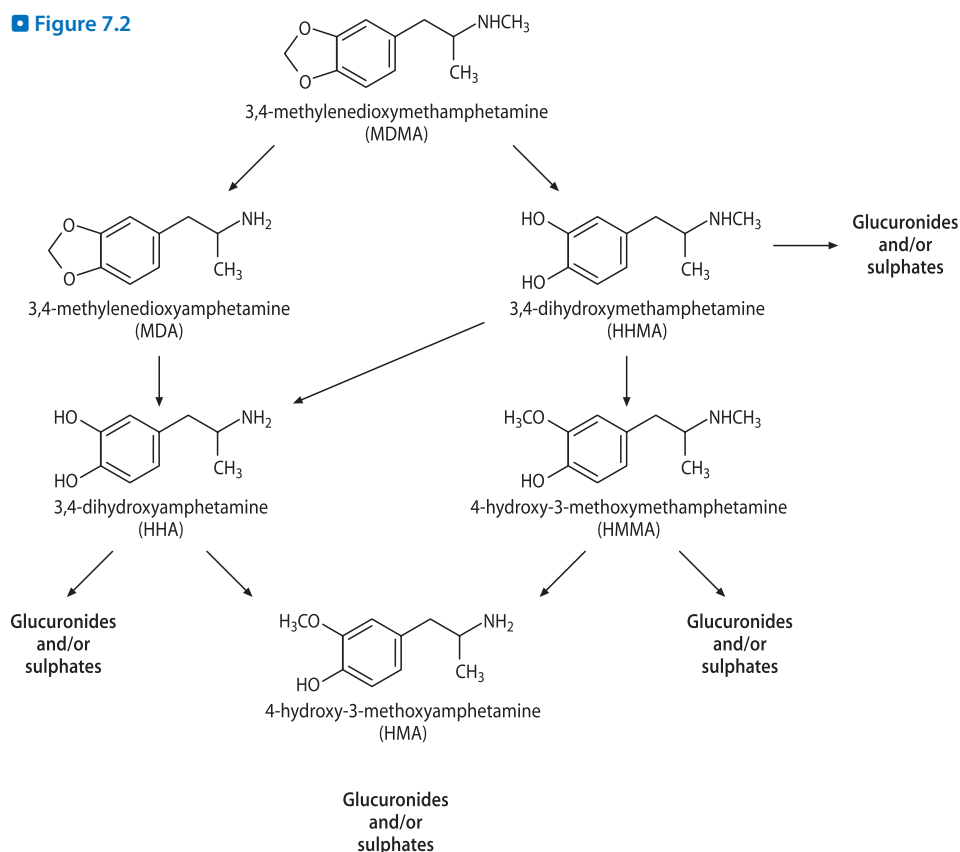 Figure 7.2
O
O
NHCH₃
CH₃
3,4-methylenedioxymethamphetamine
(MDMA)
O
O
NH₂
CH₃
3,4-methylenedioxyamphetamine
(MDA)
HO
HO
NHCH₃
CH₃
3,4-dihydroxymethamphetamine
(HHMA)
Glucuronides
and/or
sulphates
HO
HO
NH₂
CH₃
3,4-dihydroxyamphetamine
(HHA)
H₃CO
HO
NHCH₃
CH₃
4-hydroxy-3-methoxymethamphetamine
(HMMA)
Glucuronides
and/or
sulphates
H₃CO
HO
NH₂
CH₃
4-hydroxy-3-methoxyamphetamine
(HMA)
Glucuronides
and/or
sulphates
Glucuronides
and/or
sulphates